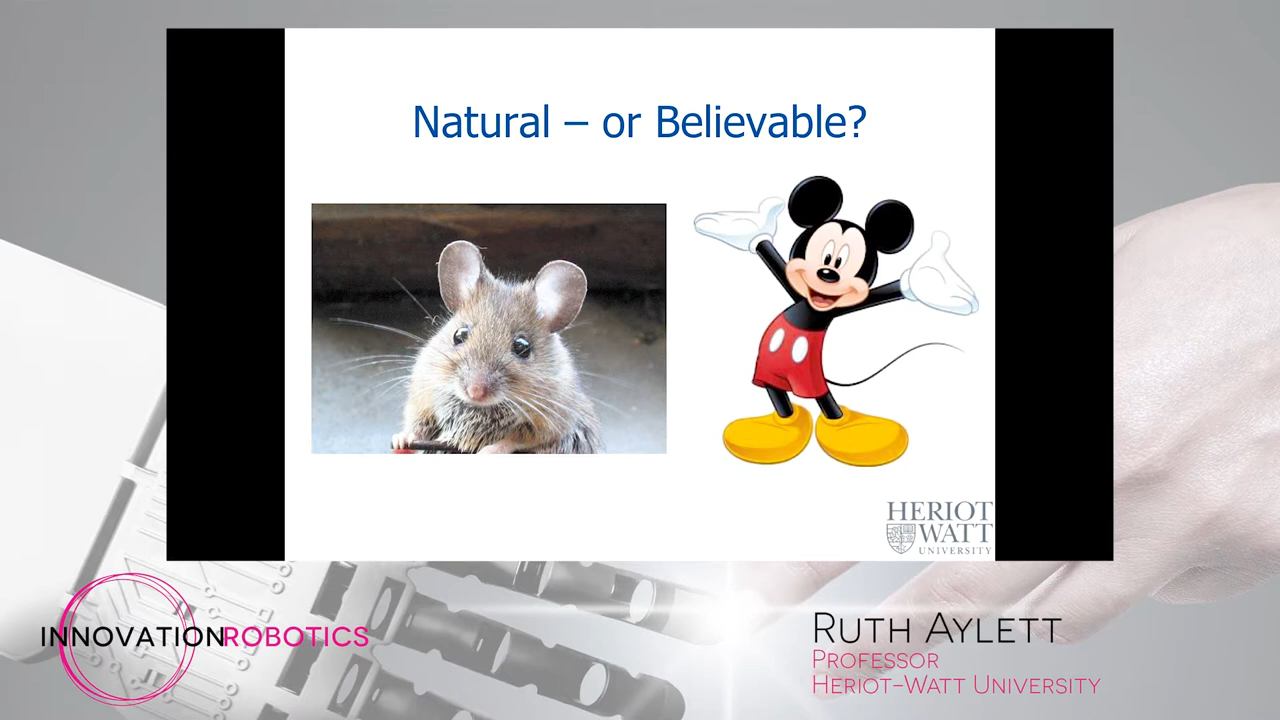 Natural – or Believable?
HERIOT
WATT
UNIVERSITY
INNOVATIONROBOTICS
RUTH AYLETT
PROFESSOR
HERIOT-WATT UNIVERSITY